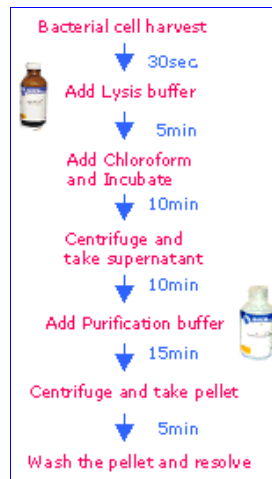 Bacterial cell harvest
30sec.
Add Lysis buffer
5min
Add Chloroform
and Incubate
10min
Centrifuge and
take supernatant
10min
Add Purification buffer
15min
Centrifuge and take pellet
5min
Wash the pellet and resolve